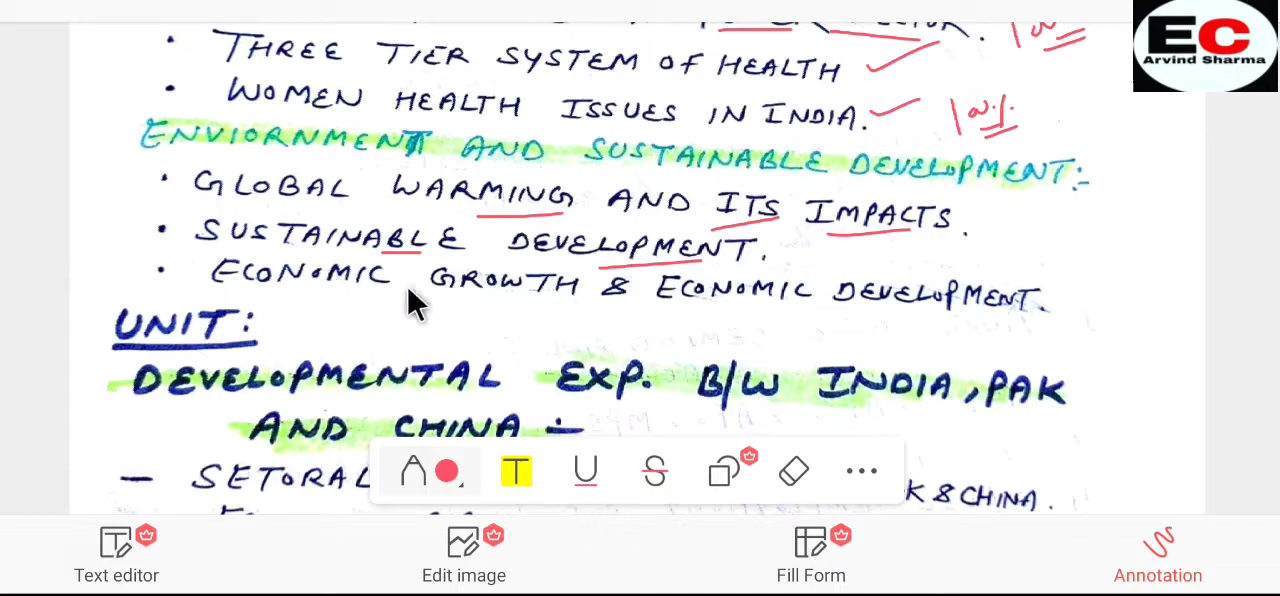 EC
Arvind Sharma
• THREE TIER SYSTEM OF HEALTH
• WOMEN HEALTH ISSUES IN INDIA. 100%
ENVIORNMENT AND SUSTAINABLE DEVELOPMENT:-
• GLOBAL WARMING AND ITS IMPACTS.
• SUSTAINABLE DEVELOPMENT.
• ECONOMIC GROWTH & ECONOMIC DEVELOPMENT.
UNIT:
DEVELOPMENTAL EXP. B/W INDIA, PAK
AND CHINA :-
- SETORAL K & CHINA.
T U S
Text editor Edit image Fill Form Annotation